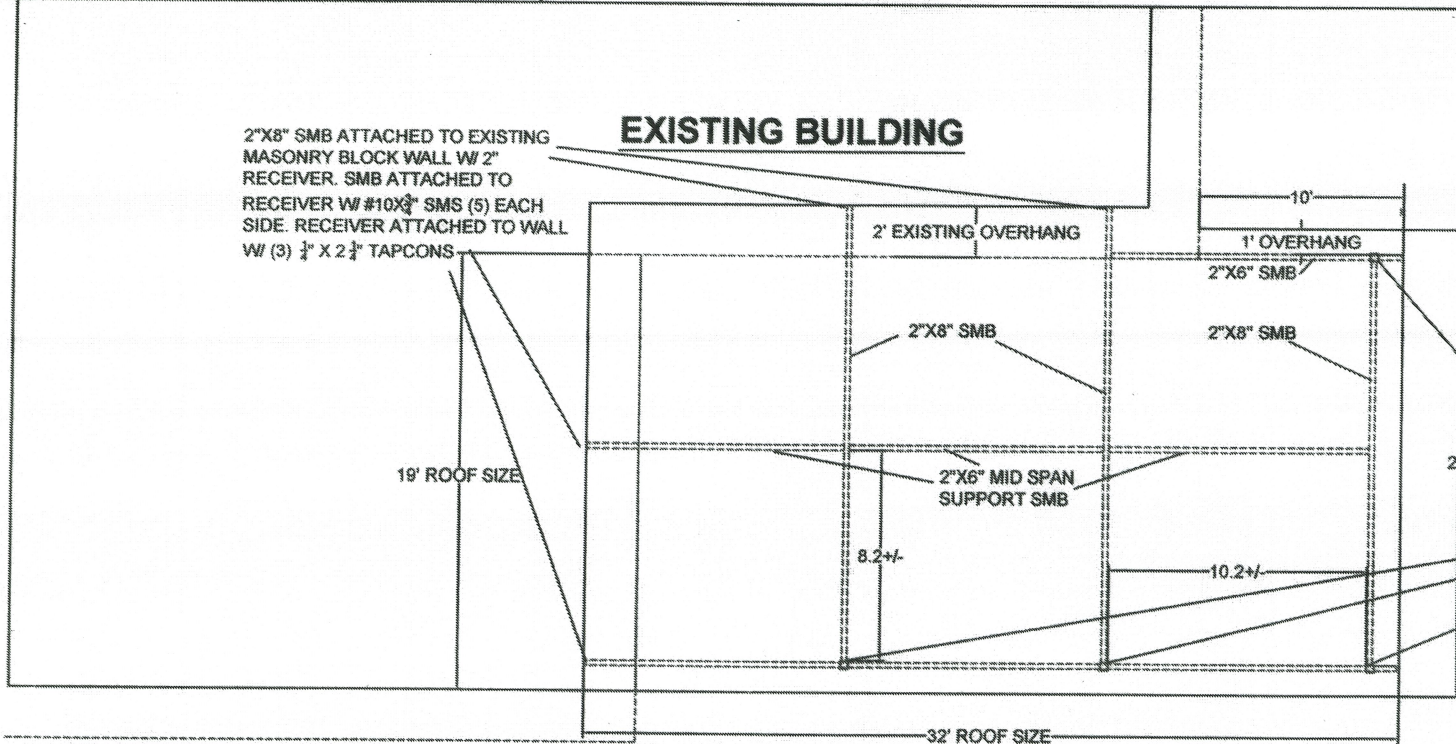 EXISTING BUILDING
2"X8" SMB ATTACHED TO EXISTING
MASONRY BLOCK WALL W/ 2"
RECEIVER. SMB ATTACHED TO
RECEIVER W/ #10X¾" SMS (5) EACH
SIDE. RECEIVER ATTACHED TO WALL
W/ (3) ¼" X 2 ¾" TAPCONS
10'
2' EXISTING OVERHANG
1' OVERHANG
2"X6" SMB
2"X8" SMB
2"X8" SMB
19' ROOF SIZE
2"X6" MID SPAN
SUPPORT SMB
2
8.2+/-
10.2+/-
32' ROOF SIZE